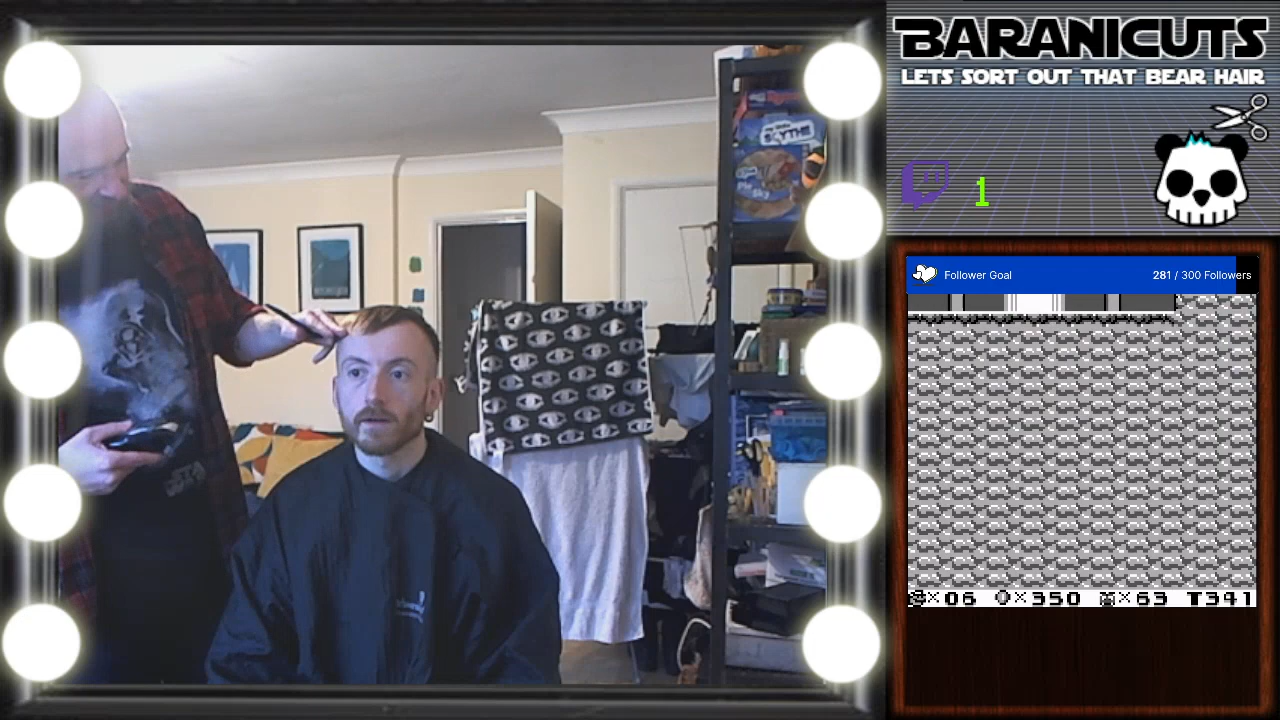 BARANICUTS
LETS SORT OUT THAT BEAR HAIR
1
Follower Goal
281 / 300 Followers
×06 ×350 ×63 T341